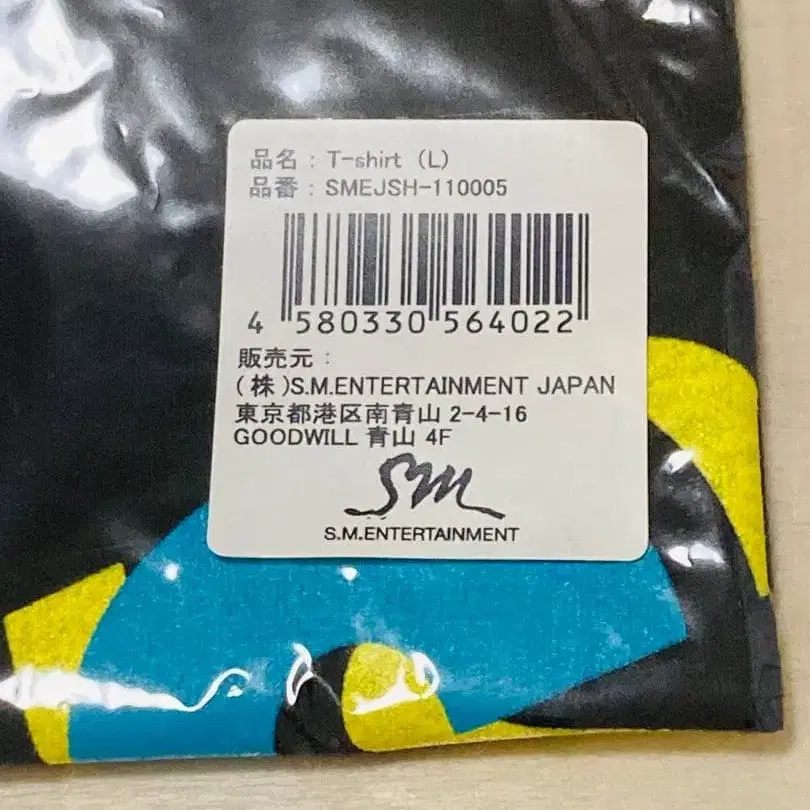 品名：T-shirt (L)
品番：SMEJSH-110005
4 580330 564022
販売元：
(株)S.M.ENTERTAINMENT JAPAN
東京都港区南青山 2-4-16
GOODWILL 青山 4F
SM
S.M.ENTERTAINMENT